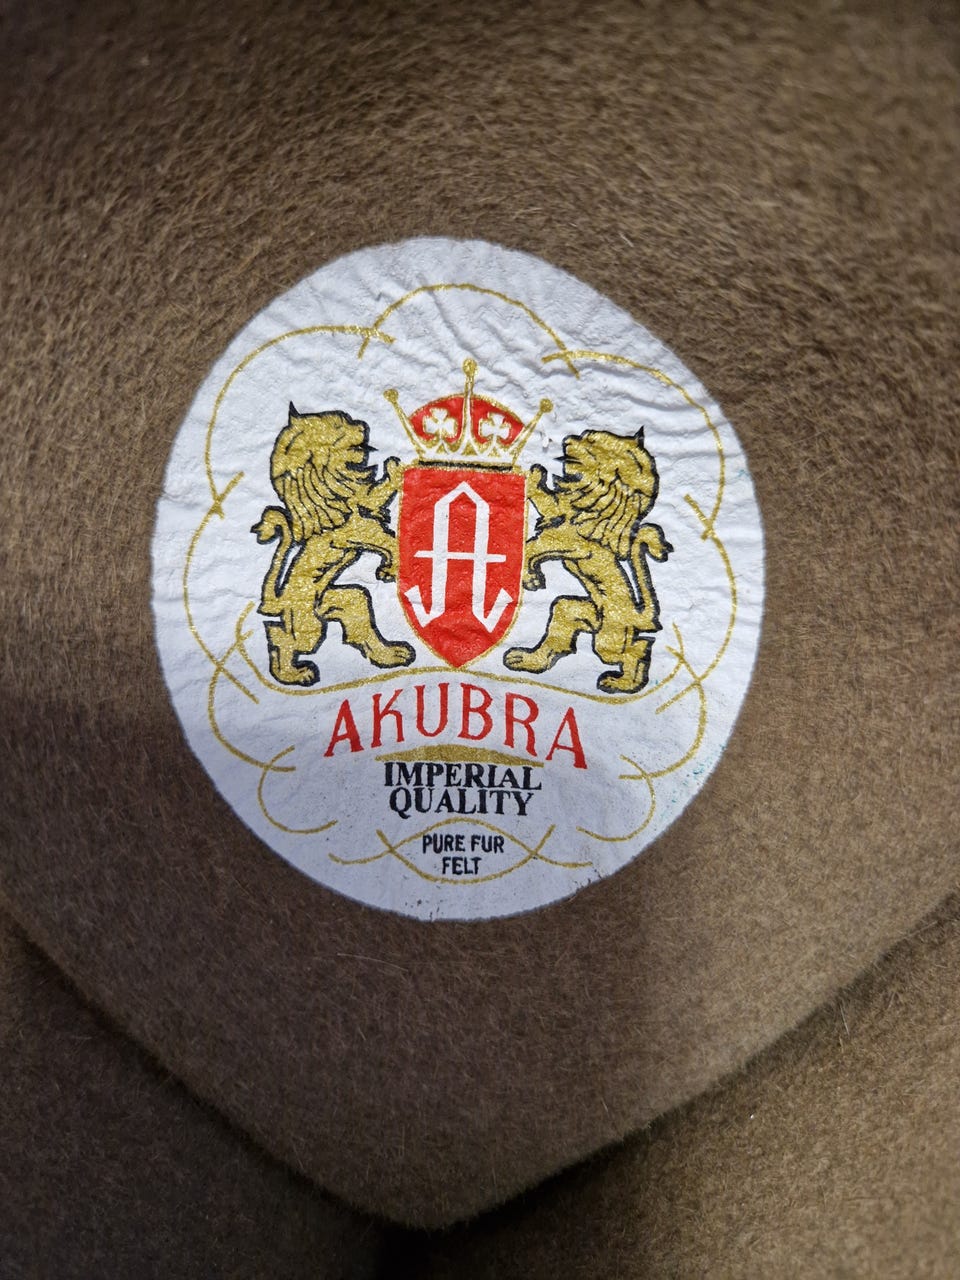 A
AKUBRA
IMPERIAL
QUALITY
PURE FUR
FELT